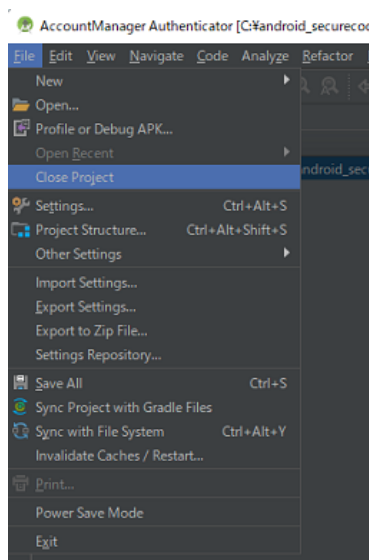 AccountManager Authenticator [C:¥android_securecod
File Edit View Navigate Code Analyze Refactor
New
Open...
Profile or Debug APK...
Open Recent
Close Project
ndroid_sec
Settings... Ctrl+Alt+S
Project Structure... Ctrl+Alt+Shift+S
Other Settings
Import Settings...
Export Settings...
Export to Zip File...
Settings Repository...
Save All Ctrl+S
Sync Project with Gradle Files
Sync with File System Ctrl+Alt+Y
Invalidate Caches / Restart...
Print...
Power Save Mode
Exit